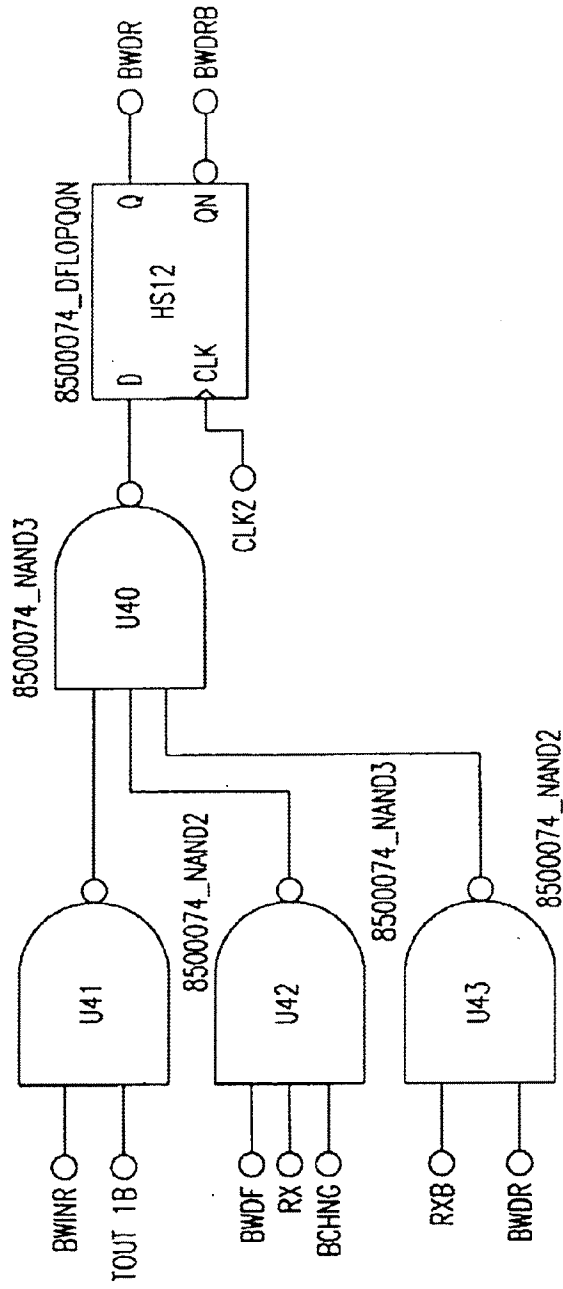 8500074_NAND3
8500074_DFLOPQQN
BWINR
TOUT 1B
U41
8500074_NAND2
U40
D
Q
BWDR
HS12
CLK
QN
BWDRB
CLK2
BWDF
RX
BCHNG
U42
8500074_NAND3
RXB
BWDR
U43
8500074_NAND2